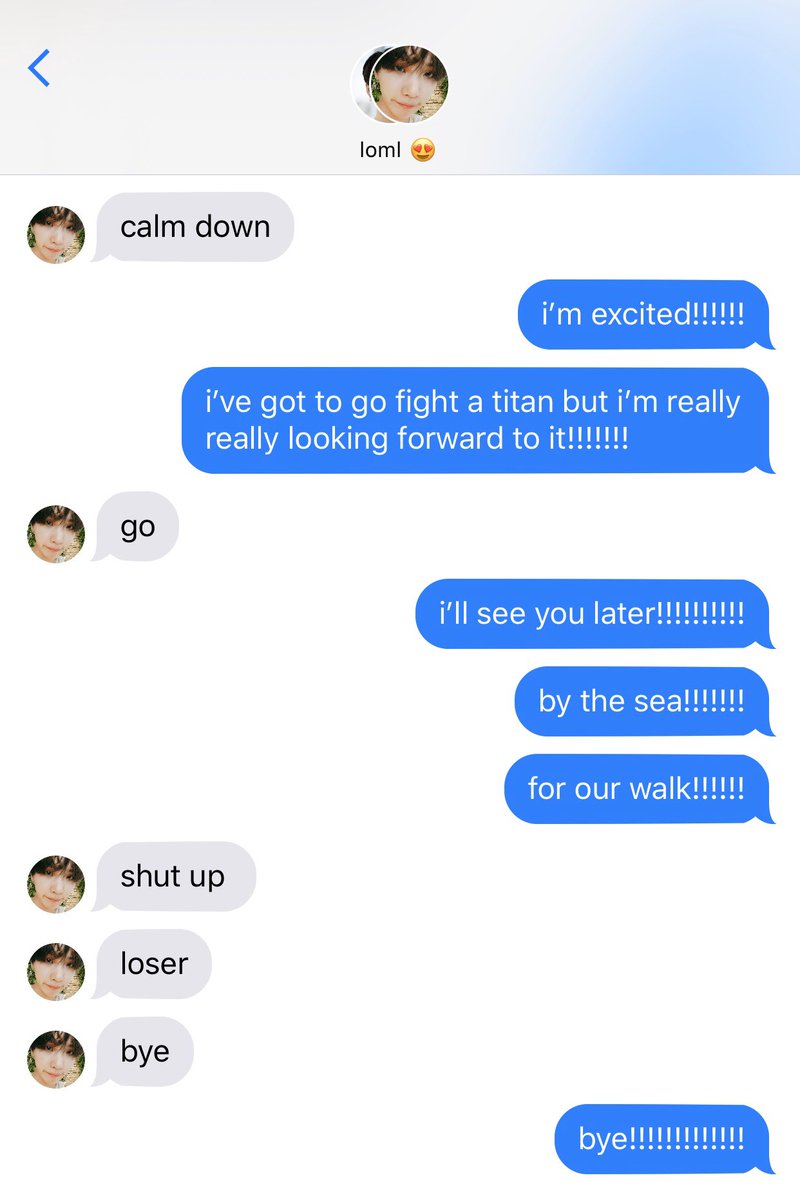 loml 😍
calm down
i’m excited!!!!!!
i’ve got to go fight a titan but i’m really
really looking forward to it!!!!!!!
go
i’ll see you later!!!!!!!!!!
by the sea!!!!!!!
for our walk!!!!!!
shut up
loser
bye
bye!!!!!!!!!!!!!